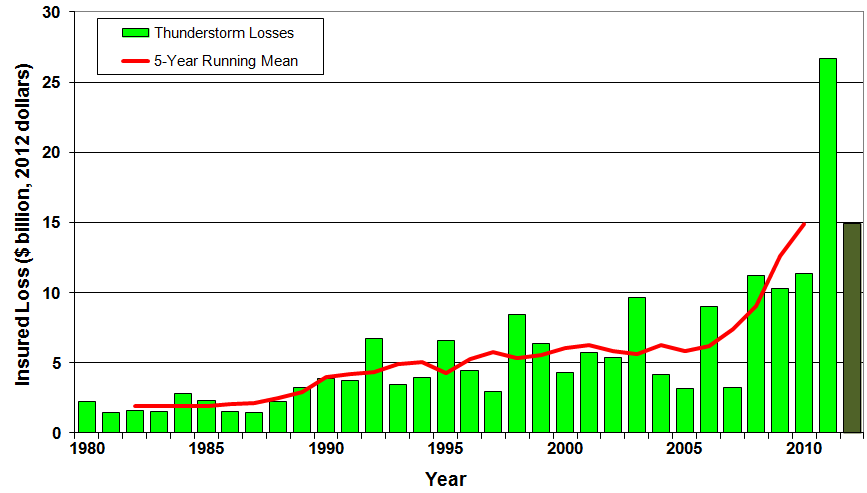 Thunderstorm Losses
5-Year Running Mean
Insured Loss ($ billion, 2012 dollars)
30
25
20
15
10
5
0
1980 1985 1990 1995 2000 2005 2010
Year